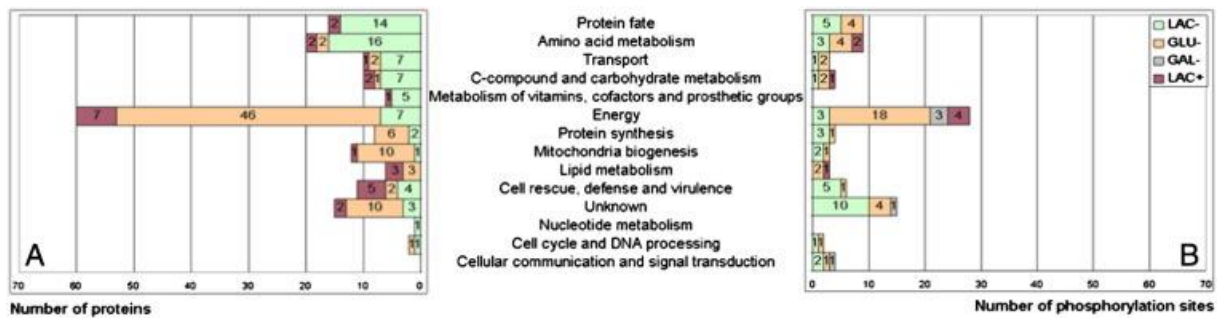 2 14 Protein fate 5 4 LAC-
2 2 16 Amino acid metabolism 3 4 2 GLU-
1 2 7 Transport 1 2 GAL-
2 1 7 C-compound and carbohydrate metabolism 1 2 1 LAC+
1 5 Metabolism of vitamins, cofactors and prosthetic groups
7 46 7 Energy 3 18 3 4
6 2 Protein synthesis 3 1
1 10 1 Mitochondria biogenesis 2 1
3 3 Lipid metabolism 2 1
5 2 4 Cell rescue, defense and virulence 5 1
2 10 3 Unknown 10 4 1
1 Nucleotide metabolism
A 1 1 Cell cycle and DNA processing 1 1 B
Cellular communication and signal transduction 2 1 1
70 60 50 40 30 20 10 0 0 10 20 30 40 50 60 70
Number of proteins Number of phosphorylation sites